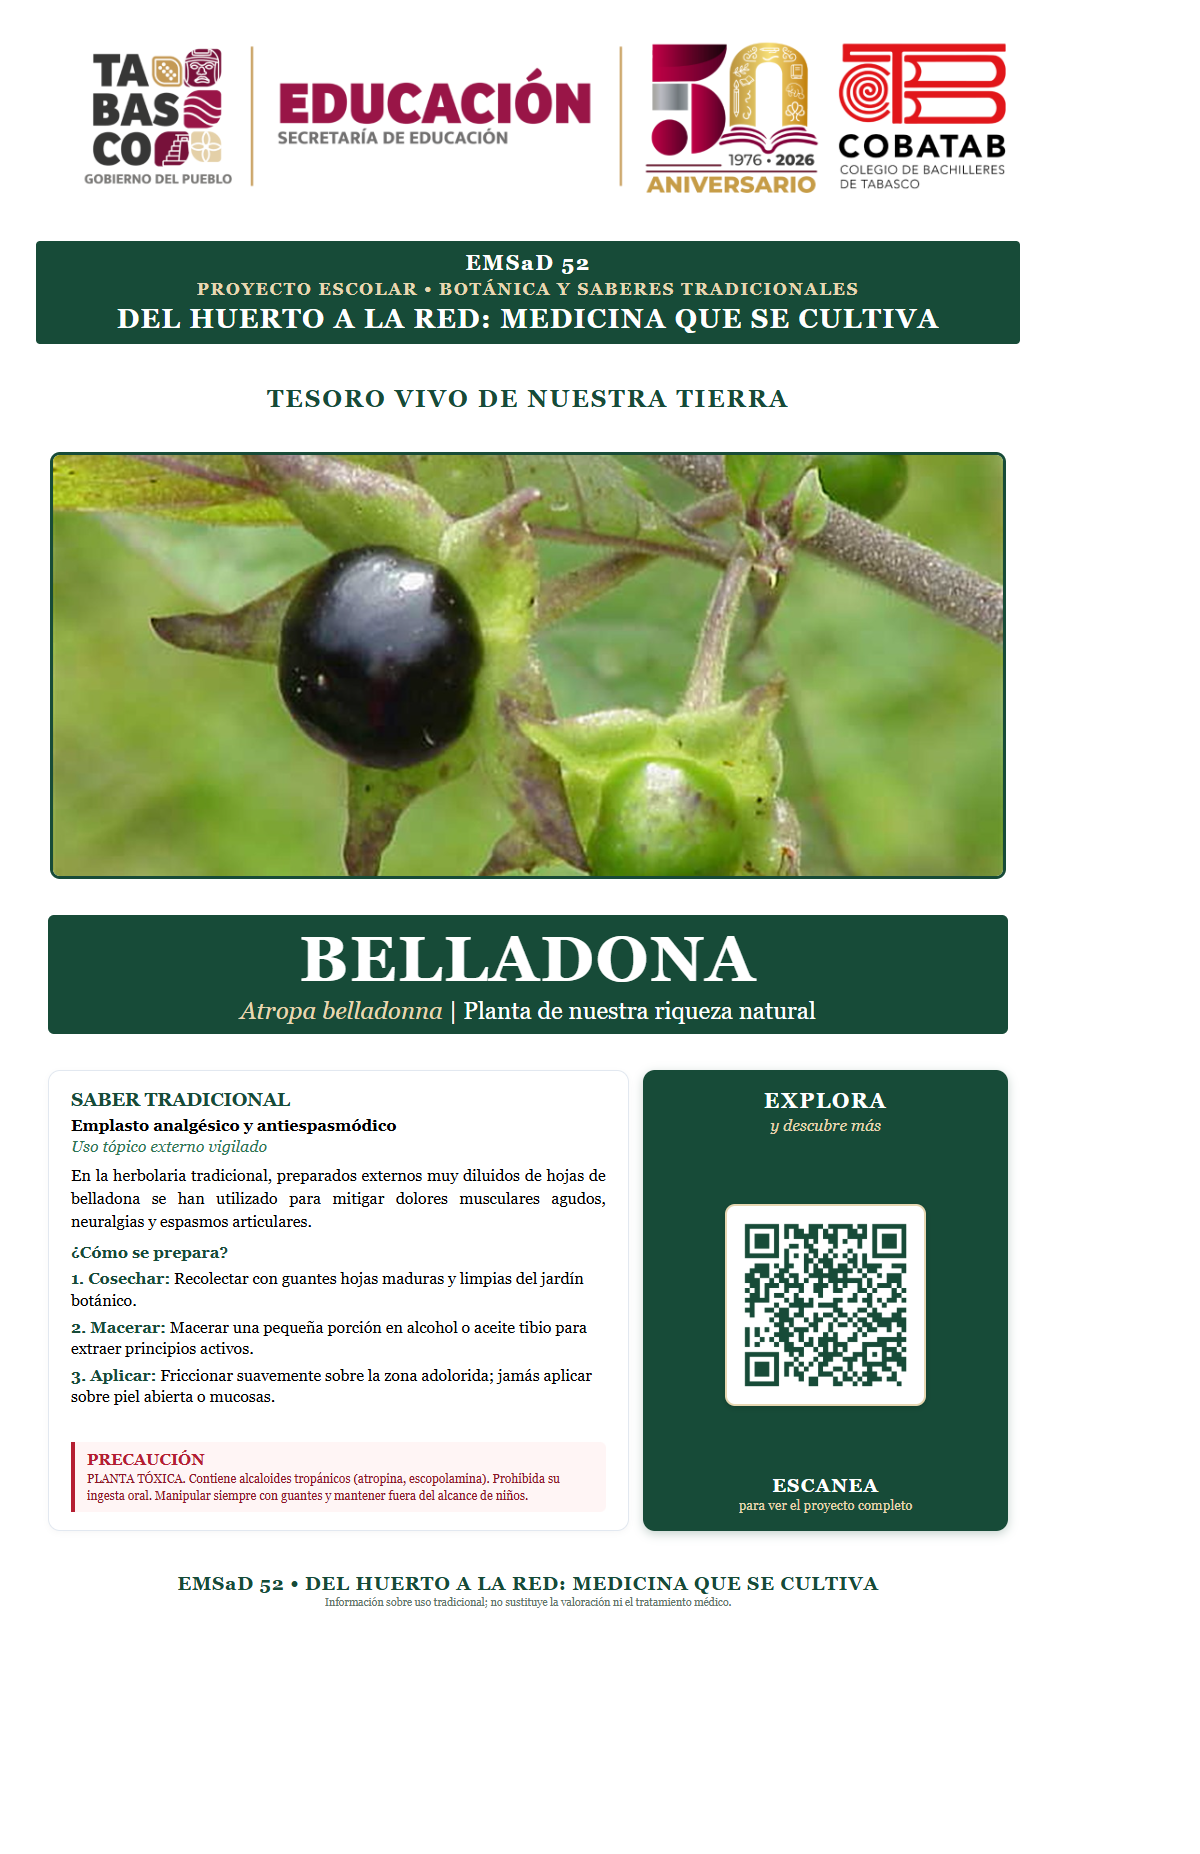 TA
BAS
CO
GOBIERNO DEL PUEBLO
EDUCACIÓN
SECRETARÍA DE EDUCACIÓN
50
1976 • 2026
ANIVERSARIO
COBATAB
COLEGIO DE BACHILLERES
DE TABASCO
EMSaD 52
PROYECTO ESCOLAR • BOTÁNICA Y SABERES TRADICIONALES
DEL HUERTO A LA RED: MEDICINA QUE SE CULTIVA
TESORO VIVO DE NUESTRA TIERRA
BELLADONA
Atropa belladonna | Planta de nuestra riqueza natural
SABER TRADICIONAL
Emplasto analgésico y antiespasmódico
Uso tópico externo vigilado
En la herbolaria tradicional, preparados externos muy diluidos de hojas de
belladona se han utilizado para mitigar dolores musculares agudos,
neuralgias y espasmos articulares.
¿Cómo se prepara?
1. Cosechar: Recolectar con guantes hojas maduras y limpias del jardín
botánico.
2. Macerar: Macerar una pequeña porción en alcohol o aceite tibio para
extraer principios activos.
3. Aplicar: Friccionar suavemente sobre la zona adolorida; jamás aplicar
sobre piel abierta o mucosas.
PRECAUCIÓN
PLANTA TÓXICA. Contiene alcaloides tropánicos (atropina, escopolamina). Prohibida su
ingesta oral. Manipular siempre con guantes y mantener fuera del alcance de niños.
EXPLORA
y descubre más
ESCANEA
para ver el proyecto completo
EMSaD 52 • DEL HUERTO A LA RED: MEDICINA QUE SE CULTIVA
Información sobre uso tradicional; no sustituye la valoración ni el tratamiento médico.